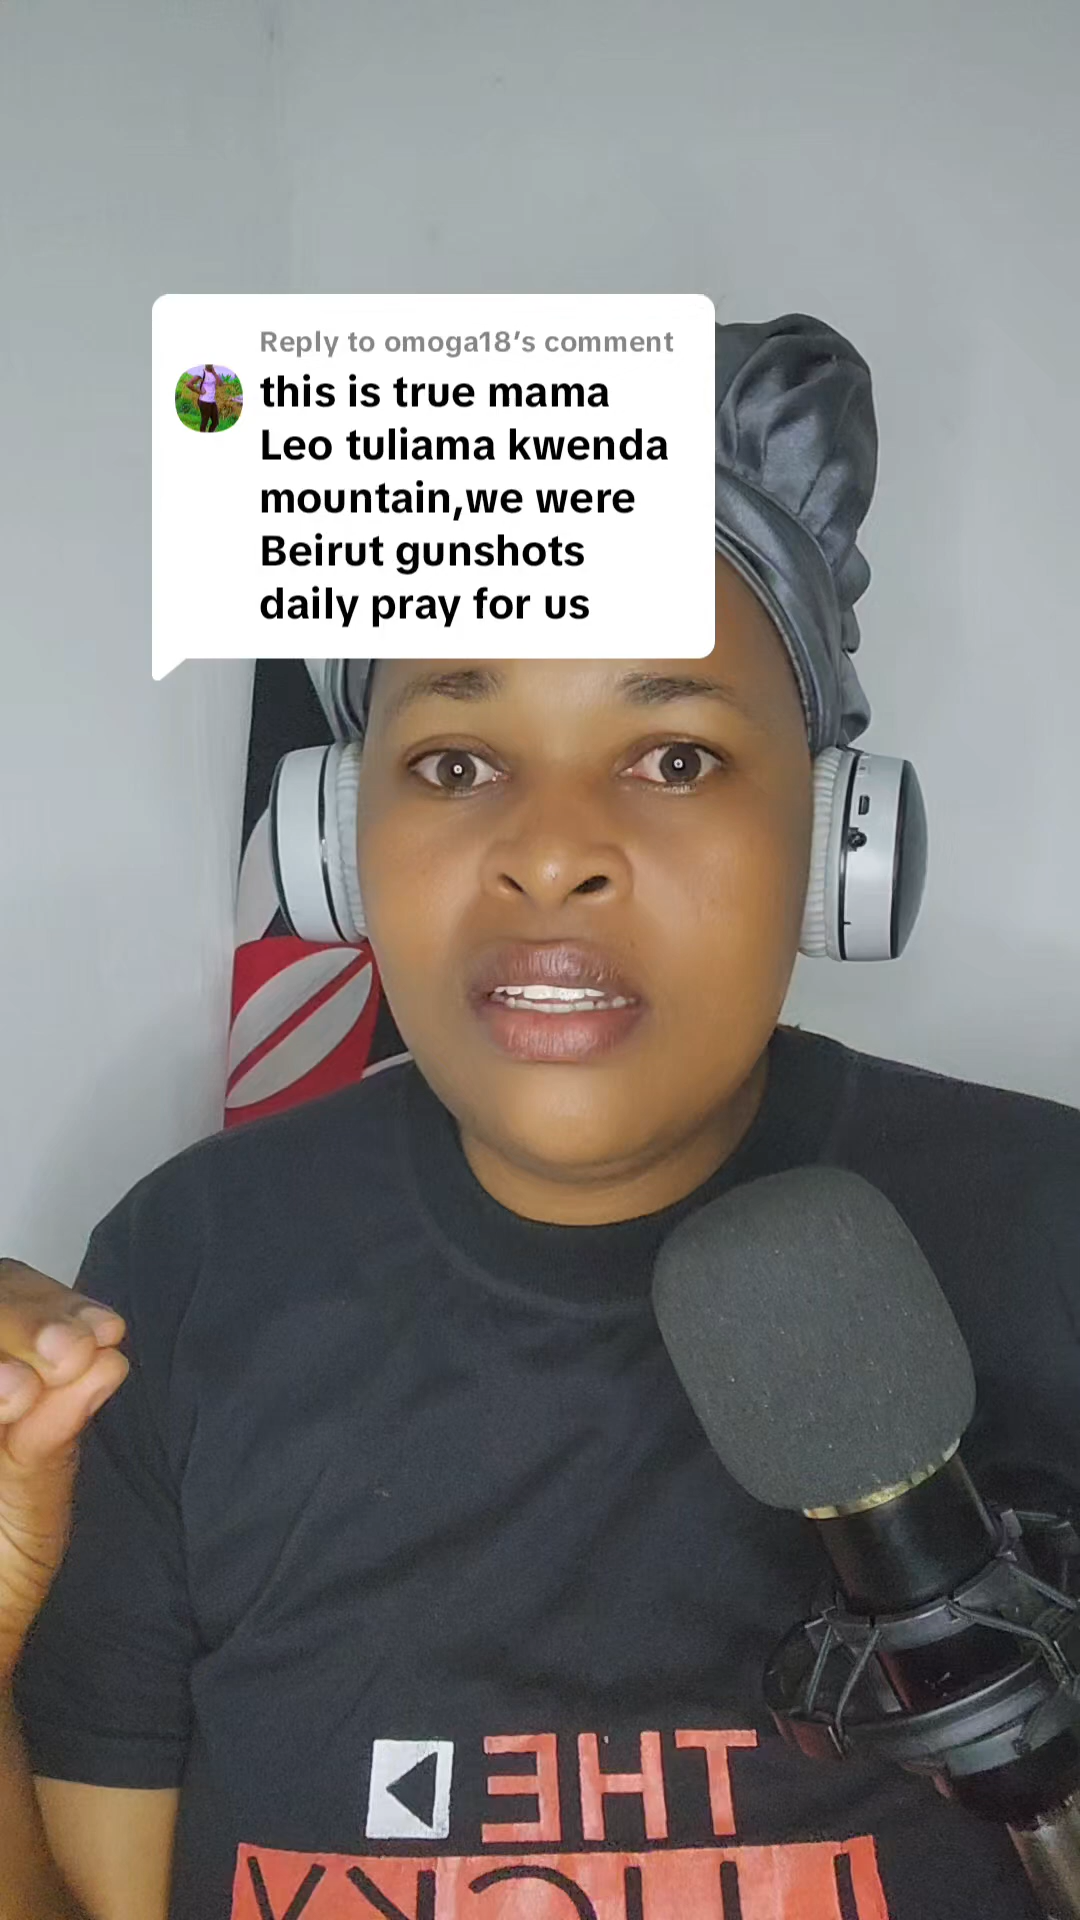 Reply to omoga18’s comment
this is true mama
Leo tuliama kwenda
mountain,we were
Beirut gunshots
daily pray for us
THE